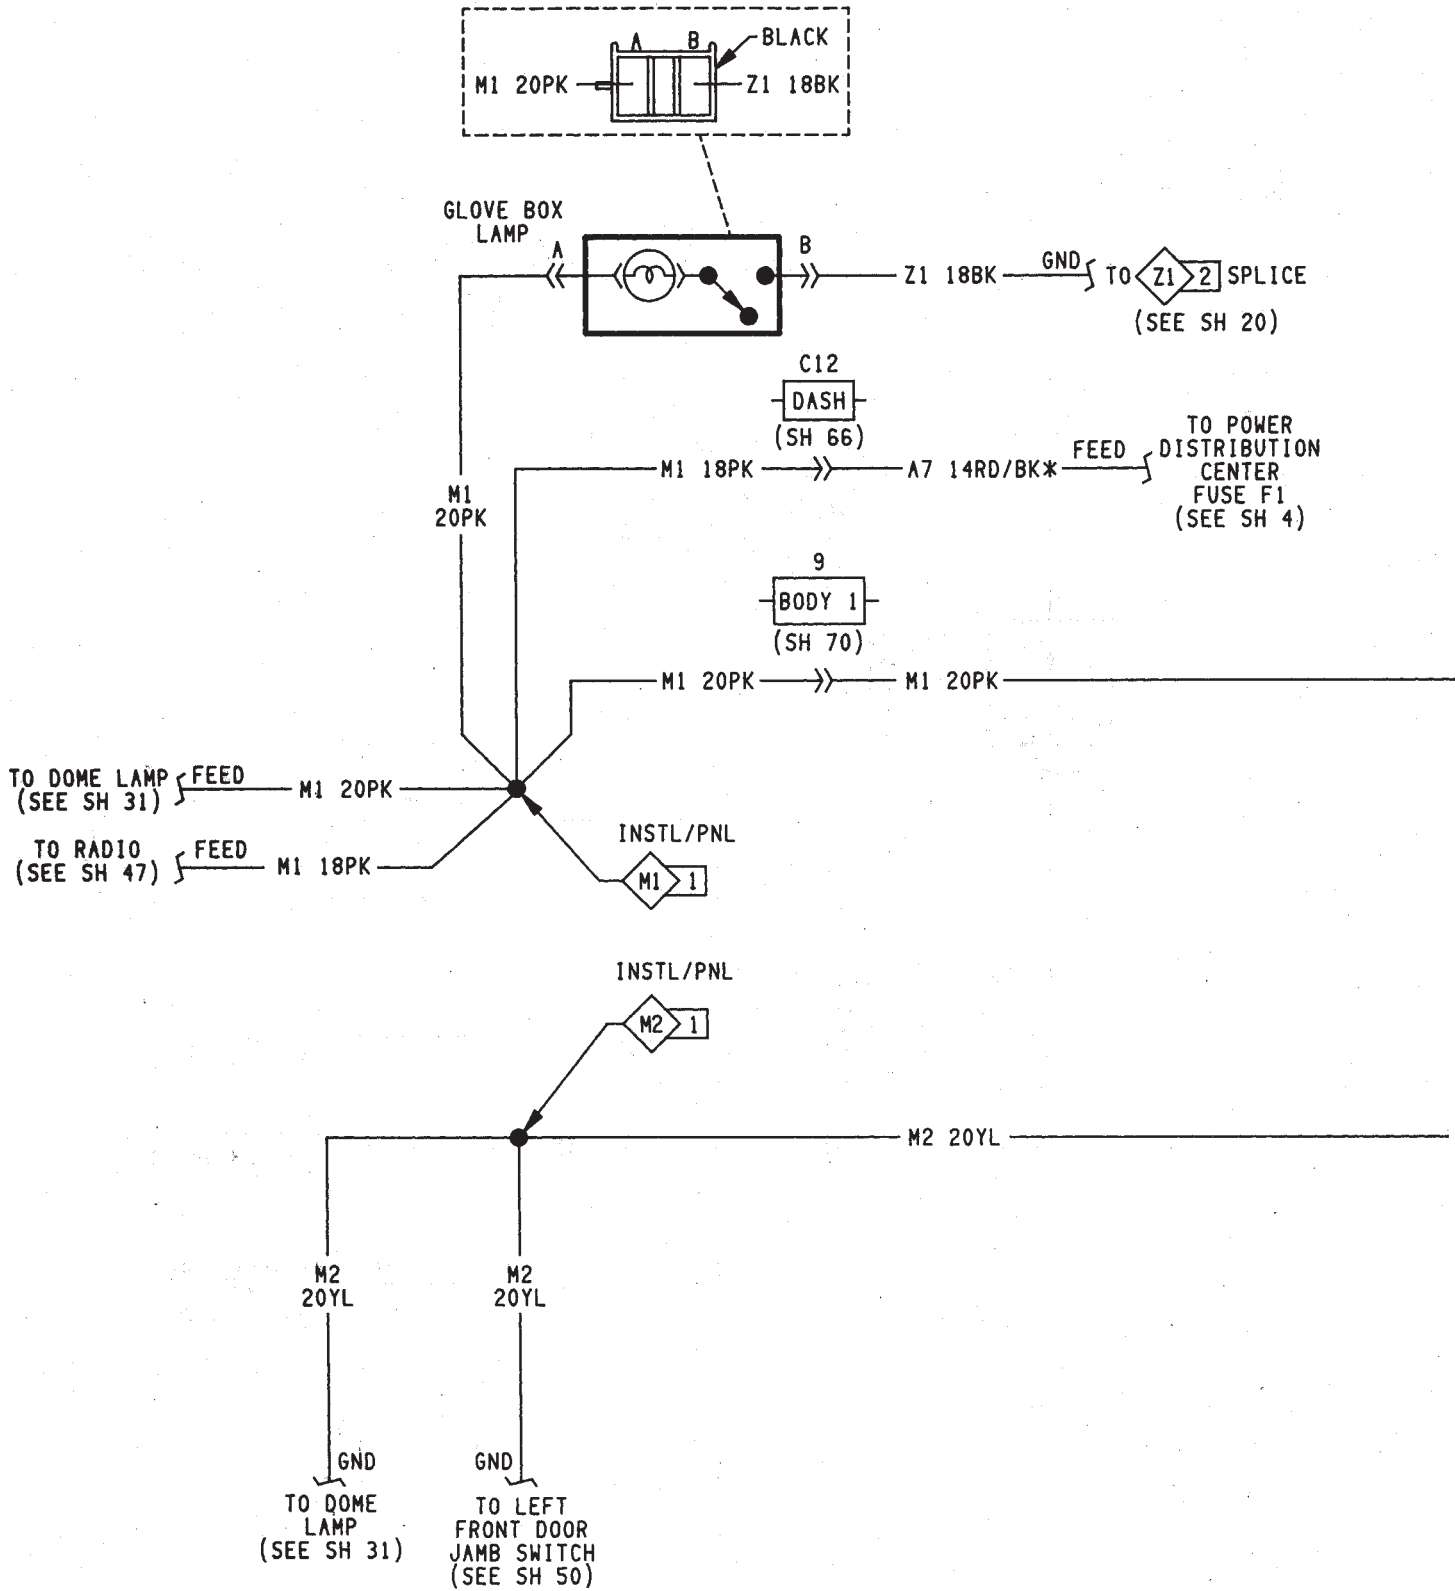 A B BLACK
M1 20PK Z1 18BK
GLOVE BOX
LAMP
A B
Z1 18BK GND TO Z1 2 SPLICE
(SEE SH 20)
C12
DASH
(SH 66)
M1 18PK A7 14RD/BK* FEED
TO POWER
DISTRIBUTION
CENTER
FUSE F1
(SEE SH 4)
M1
20PK
9
BODY 1
(SH 70)
M1 20PK M1 20PK
TO DOME LAMP FEED
(SEE SH 31)
M1 20PK
TO RADIO FEED
(SEE SH 47)
M1 18PK
INSTL/PNL
M1 1
INSTL/PNL
M2 1
M2 20YL
M2
20YL
M2
20YL
GND
TO DOME
LAMP
(SEE SH 31)
GND
TO LEFT
FRONT DOOR
JAMB SWITCH
(SEE SH 50)